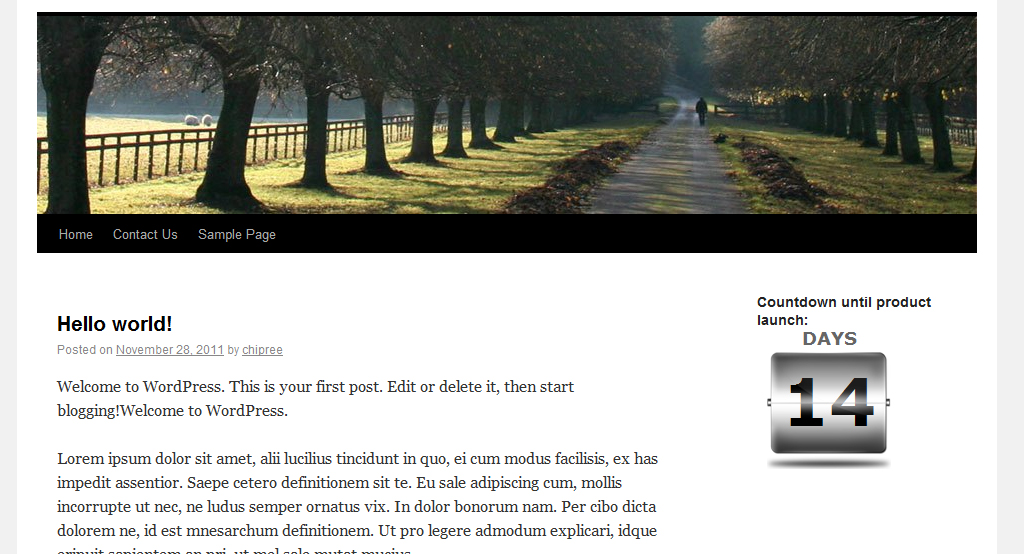 Home Contact Us Sample Page
Hello world!
Posted on November 28, 2011 by chipree
Welcome to WordPress. This is your first post. Edit or delete it, then start
blogging!Welcome to WordPress.
Lorem ipsum dolor sit amet, alii lucilius tincidunt in quo, ei cum modus facilisis, ex has
impedit assentior. Saepe cetero definitionem sit te. Eu sale adipiscing cum, mollis
incorrupte ut nec, ne ludus semper ornatus vix. In dolor bonorum nam. Per cibo dicta
dolorem ne, id est mnesarchum definitionem. Ut pro legere admodum explicari, idque
Countdown until product
launch:
DAYS
14